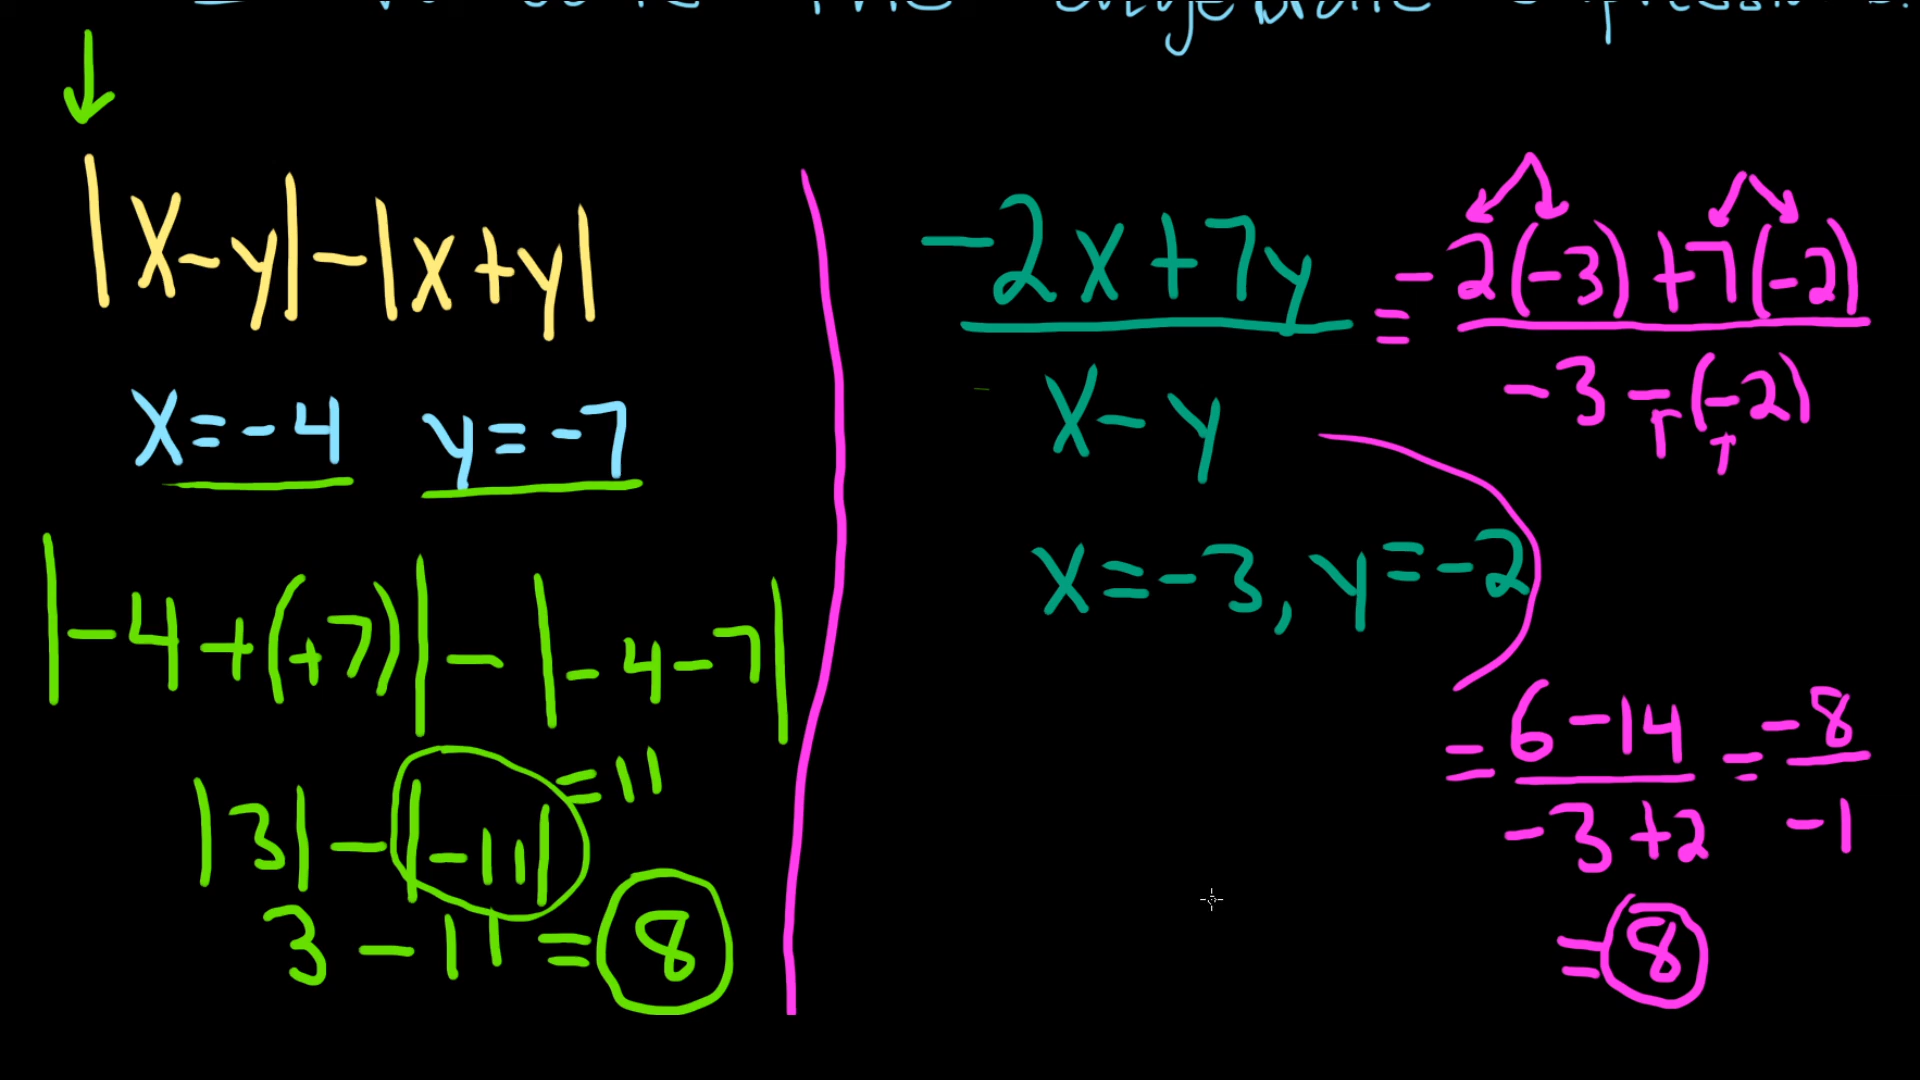 |x-y|-|x+y|
x=-4 y=-7
|-4+(+7)|-|-4-7|
|3|-|-11|=11
3-11=8
-2x+7y
x-y
= -2(-3)+7(-2)
-3-(-2)
x=-3, y=-2
= 6-14 = -8
-3+2 -1
=8